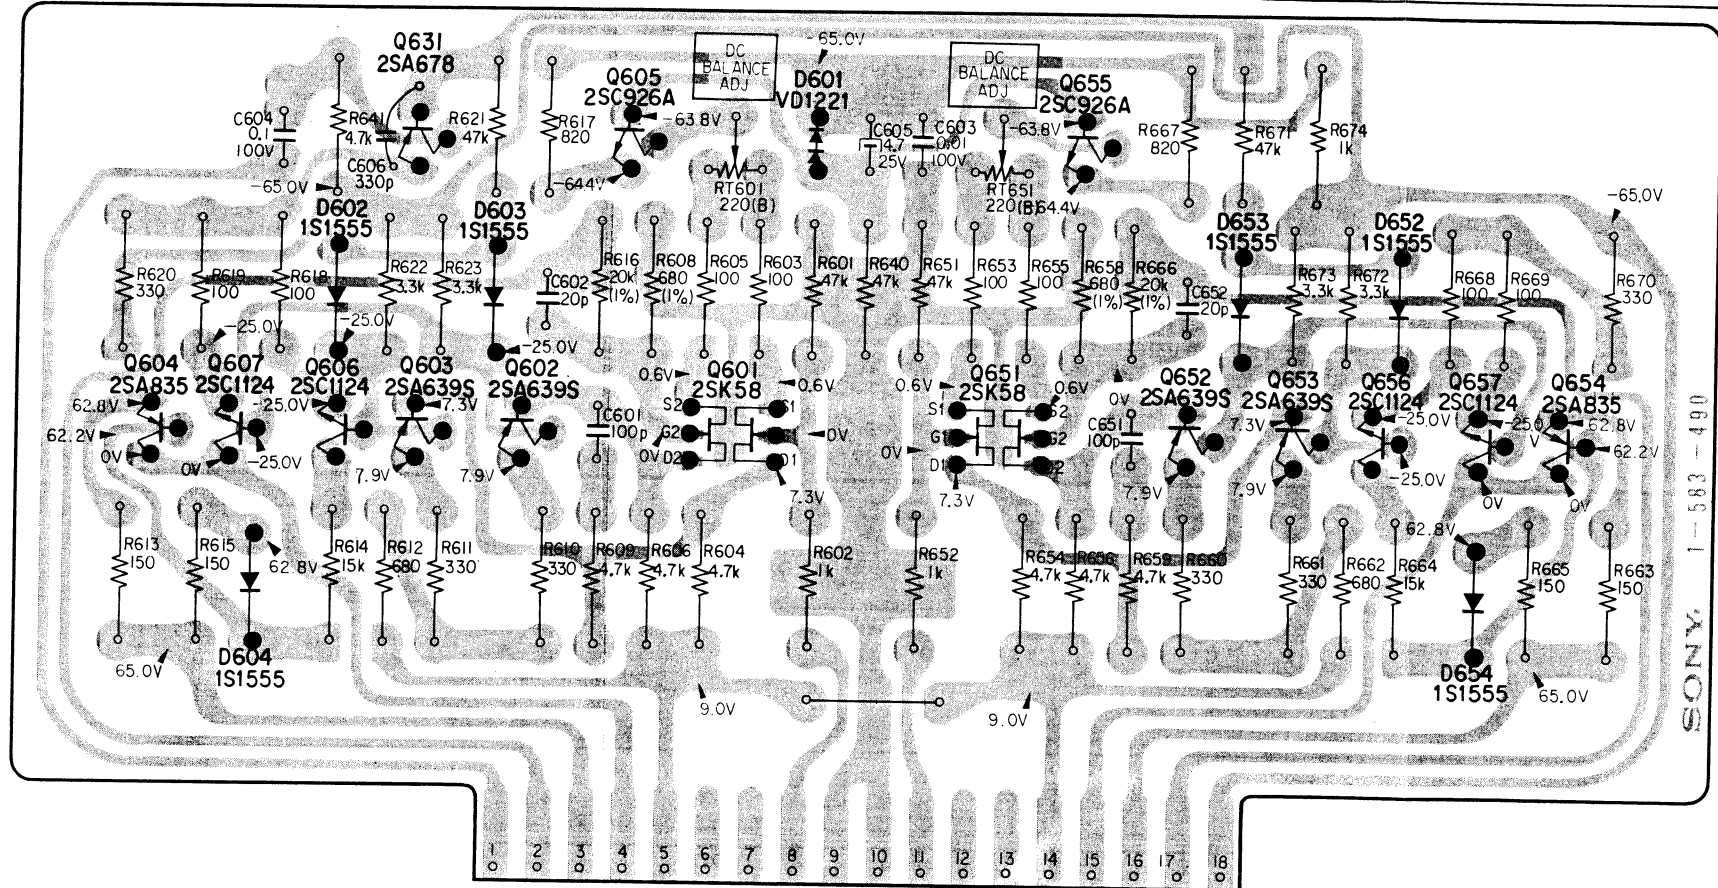 Q631
2SA678
-65.0V
DC
BALANCE
ADJ
DC
BALANCE
ADJ
Q605
2SC926A
D601
VD1221
Q655
2SC926A
C604
0.1
100V
R641
4.7k
C606
330p
R621
47k
R617
820
-63.8V
C605
4.7
25V
C603
0.01
100V
-63.8V
R667
820
R671
47k
R674
1k
-65.0V
-64.4V
RT601
220(B)
RT651
220(B)
-64.4V
-65.0V
D602
1S1555
D603
1S1555
D653
1S1555
D652
1S1555
R620
330
R619
100
R618
100
R622
3.3k
R623
3.3k
C602
20p
R616
20k
(1%)
R608
680
(1%)
R605
100
R603
100
R601
47k
R640
47k
R651
47k
R653
100
R655
100
R658
680
(1%)
R666
20k
(1%)
C652
20p
R673
3.3k
R672
3.3k
R668
100
R669
100
R670
330
-25.0V
-25.0V
-25.0V
Q604
2SA835
Q607
2SC1124
Q606
2SC1124
Q603
2SA639S
Q602
2SA639S
Q601
2SK58
Q651
2SK58
Q652
2SA639S
Q653
2SA639S
Q656
2SC1124
Q657
2SC1124
Q654
2SA835
0.6V
0.6V
0.6V
0.6V
0V
62.8V
-25.0V
7.3V
C601
100p
S2
S1
G2
D2
D1
S1
S2
G1
G2
D1
C651
100p
7.3V
-25.0V
-25.0V
62.8V
62.2V
0V
0V
-25.0V
7.9V
7.9V
0V
0V
0V
7.9V
7.9V
-25.0V
62.2V
7.3V
7.3V
0V
0V
R613
150
R615
150
62.8V
R614
15k
R612
680
R611
330
R610
330
R609
4.7k
R606
4.7k
R604
4.7k
R602
1k
R652
1k
R654
4.7k
R656
4.7k
R659
4.7k
R660
330
R661
330
R662
680
R664
15k
62.8V
R665
150
R663
150
65.0V
D604
1S1555
9.0V
9.0V
D654
1S1555
65.0V
SONY. 1-583-490
1 2 3 4 5 6 7 8 9 10 11 12 13 14 15 16 17 18